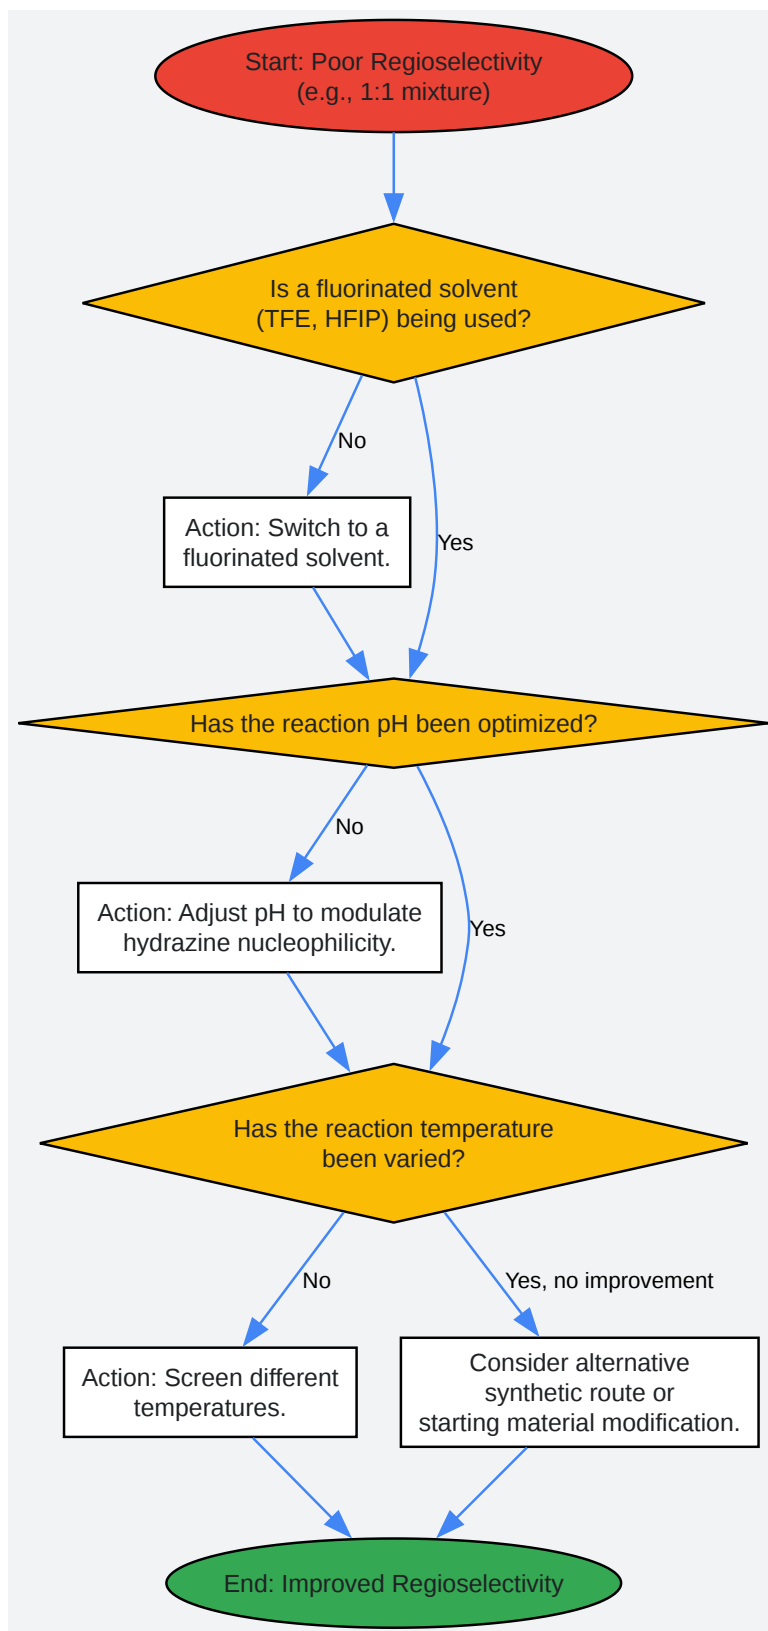 Start: Poor Regioselectivity
(e.g., 1:1 mixture)
Is a fluorinated solvent
(TFE, HFIP) being used?
No
Action: Switch to a
fluorinated solvent.
Yes
Has the reaction pH been optimized?
No
Action: Adjust pH to modulate
hydrazine nucleophilicity.
Yes
Has the reaction temperature
been varied?
No
Yes, no improvement
Action: Screen different
temperatures.
Consider alternative
synthetic route or
starting material modification.
End: Improved Regioselectivity